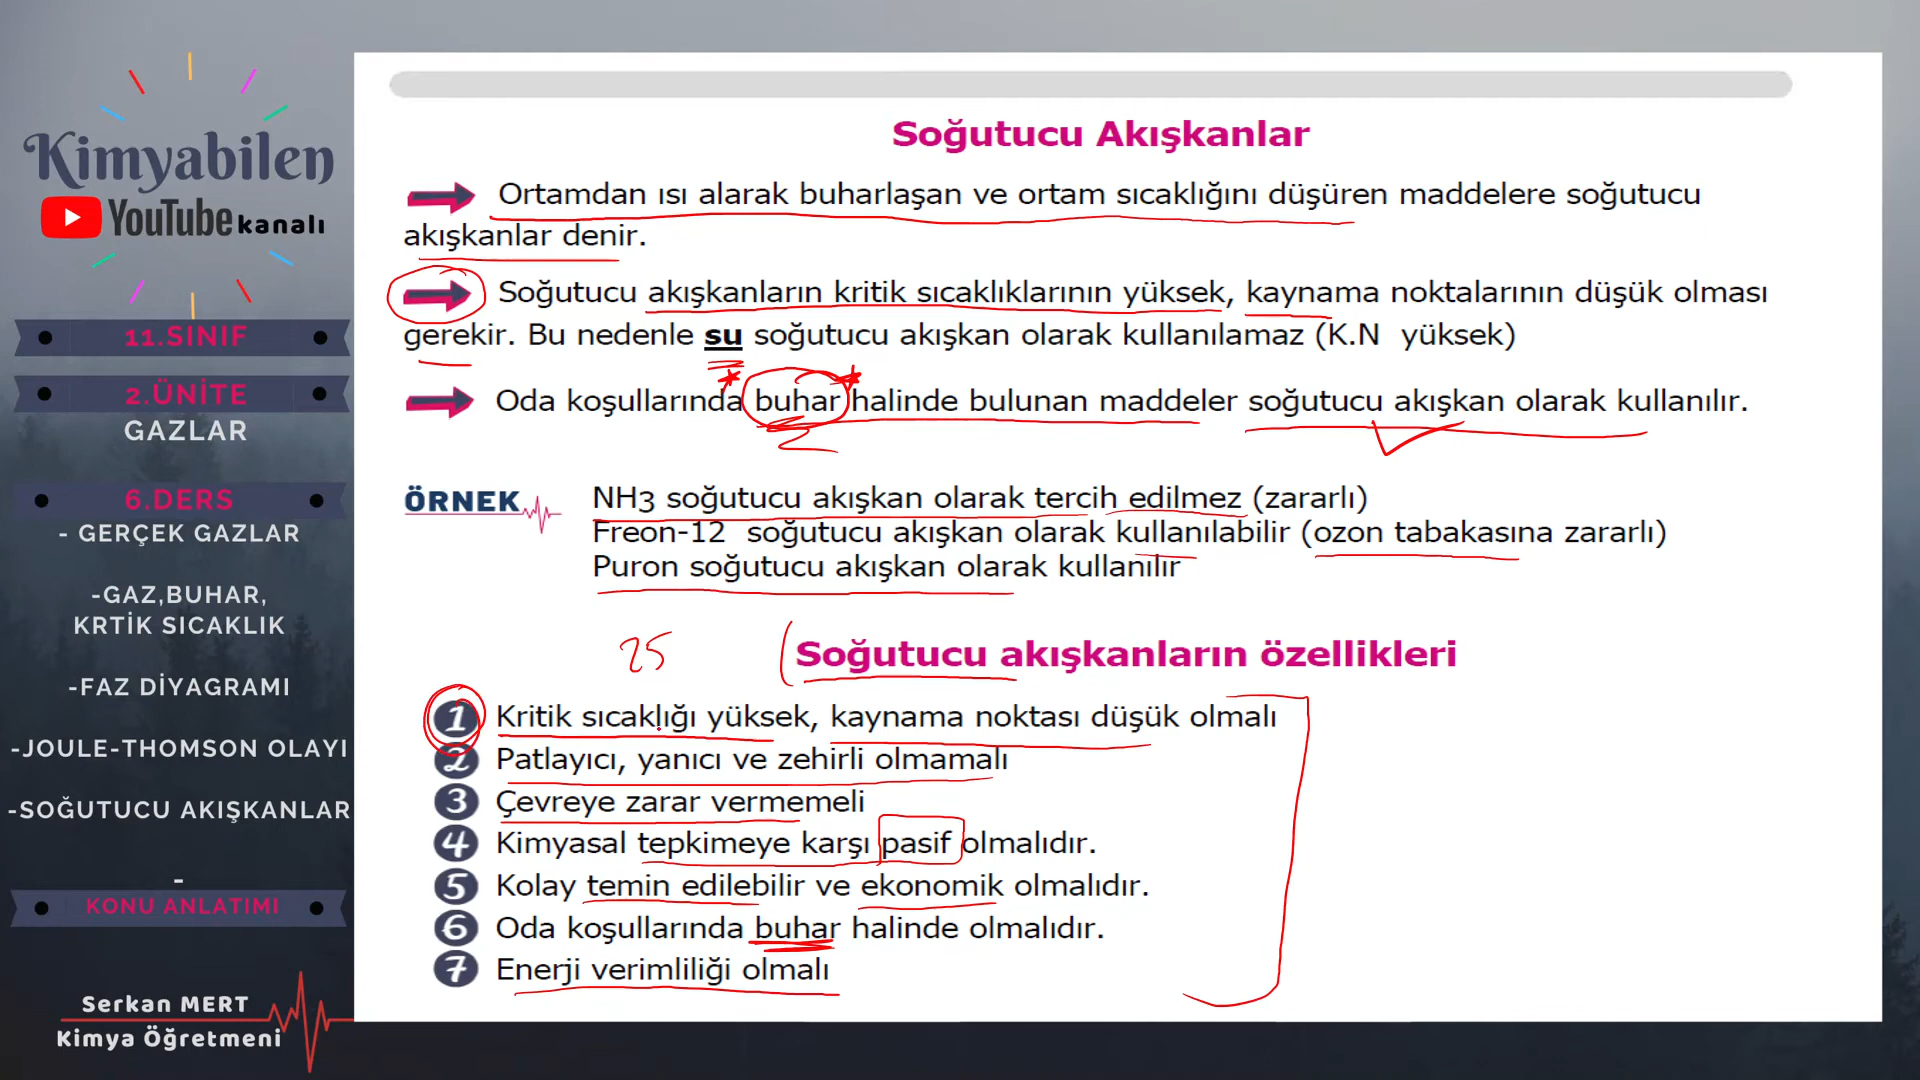 Kimyabilen
YouTube kanalı
11.SINIF
2.ÜNİTE
GAZLAR
6.DERS
- GERÇEK GAZLAR
-GAZ,BUHAR,
KRTİK SICAKLIK
-FAZ DİYAGRAMI
-JOULE-THOMSON OLAYI
-SOĞUTUCU AKIŞKANLAR
-
KONU ANLATIMI
Serkan MERT
Kimya Öğretmeni
Soğutucu Akışkanlar
Ortamdan ısı alarak buharlaşan ve ortam sıcaklığını düşüren maddelere soğutucu
akışkanlar denir.
Soğutucu akışkanların kritik sıcaklıklarının yüksek, kaynama noktalarının düşük olması
gerekir. Bu nedenle su soğutucu akışkan olarak kullanılamaz (K.N yüksek)
Oda koşullarında buhar halinde bulunan maddeler soğutucu akışkan olarak kullanılır.
ÖRNEK
NH3 soğutucu akışkan olarak tercih edilmez (zararlı)
Freon-12 soğutucu akışkan olarak kullanılabilir (ozon tabakasına zararlı)
Puron soğutucu akışkan olarak kullanılır
25
Soğutucu akışkanların özellikleri
1 Kritik sıcaklığı yüksek, kaynama noktası düşük olmalı
2 Patlayıcı, yanıcı ve zehirli olmamalı
3 Çevreye zarar vermemeli
4 Kimyasal tepkimeye karşı pasif olmalıdır.
5 Kolay temin edilebilir ve ekonomik olmalıdır.
6 Oda koşullarında buhar halinde olmalıdır.
7 Enerji verimliliği olmalı